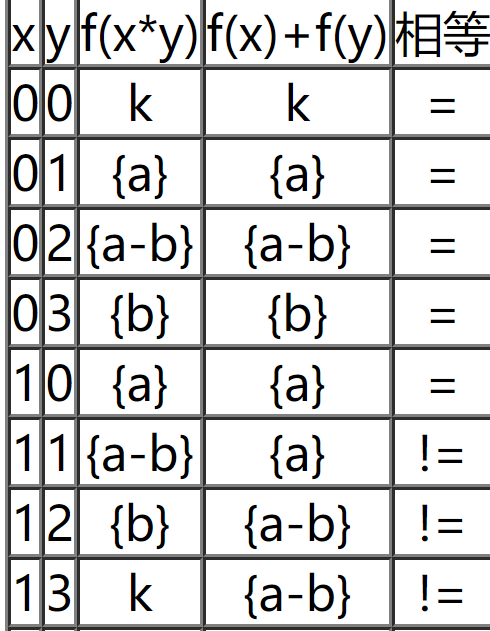 x y f(x*y) f(x)+f(y) 相等
0 0 k k =
0 1 {a} {a} =
0 2 {a-b} {a-b} =
0 3 {b} {b} =
1 0 {a} {a} =
1 1 {a-b} {a} !=
1 2 {b} {a-b} !=
1 3 k {a-b} !=